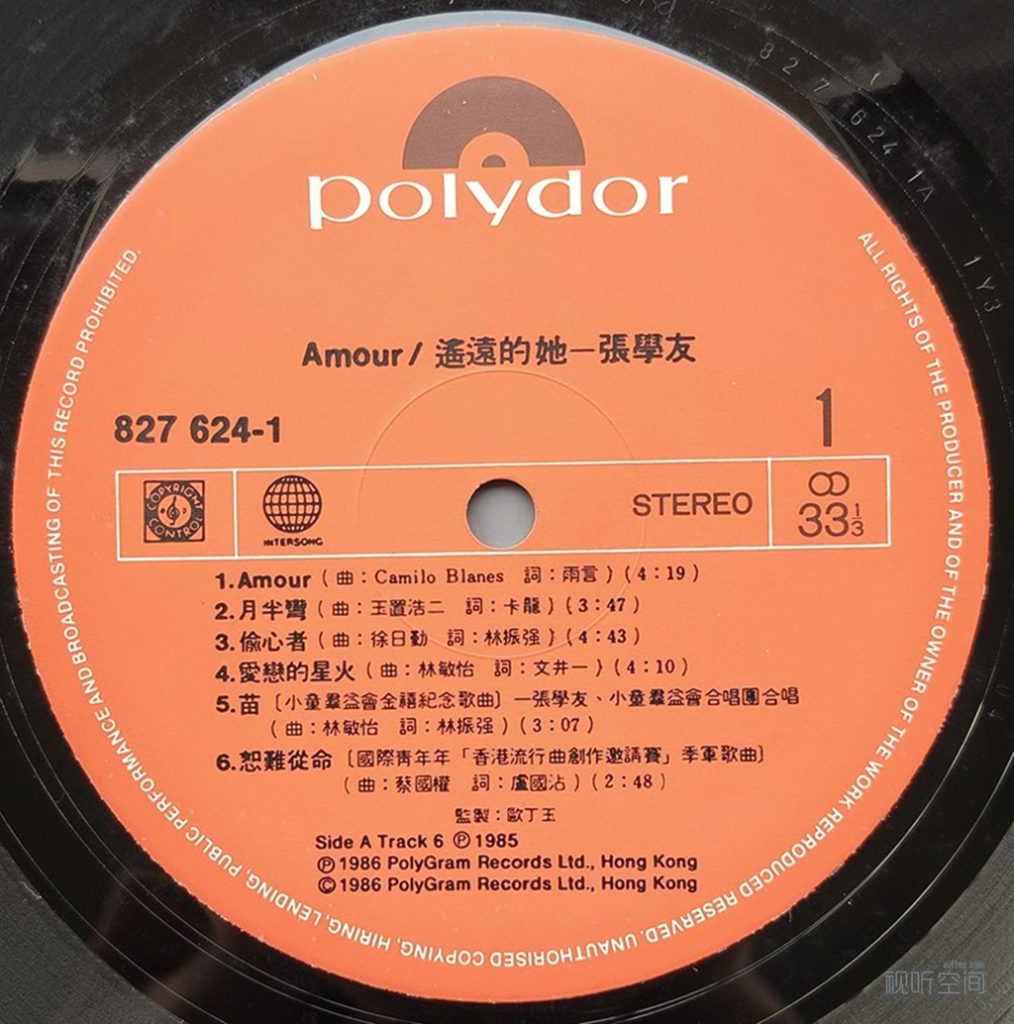 polydor
Amour / 遙遠的她－張學友
827 624-1
1
COPYRIGHT CONTROL
INTERSONG
STEREO
33 1/3
1.Amour（曲：Camilo Blanes 詞：雨言）(4：19)
2.月半彎（曲：玉置浩二 詞：卡龍）(3：47)
3.偷心者（曲：徐日勤 詞：林振强）(4：43)
4.愛戀的星火（曲：林敏怡 詞：文井一）(4：10)
5.苗〔小童羣益會金禧紀念歌曲〕—張學友、小童羣益會合唱團合唱
（曲：林敏怡 詞：林振强）(3：07)
6.恕難從命〔國際靑年年「香港流行曲創作邀請賽」季軍歌曲〕
（曲：蔡國權 詞：盧國沾）(2：48)
監製：歐丁玉
Side A Track 6 ℗ 1985
℗ 1986 PolyGram Records Ltd., Hong Kong
© 1986 PolyGram Records Ltd., Hong Kong
ALL RIGHTS OF THE PRODUCER AND OF THE OWNER OF THE WORK REPRODUCED RESERVED. UNAUTHORISED COPYING, HIRING, LENDING, PUBLIC PERFORMANCE AND BROADCASTING OF THIS RECORD PROHIBITED.
827 624 1A
1 Y3
视听空间